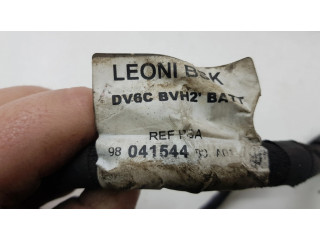 LEONI BSK
DV6C BVH2' BATT
REF PSA
98 041544